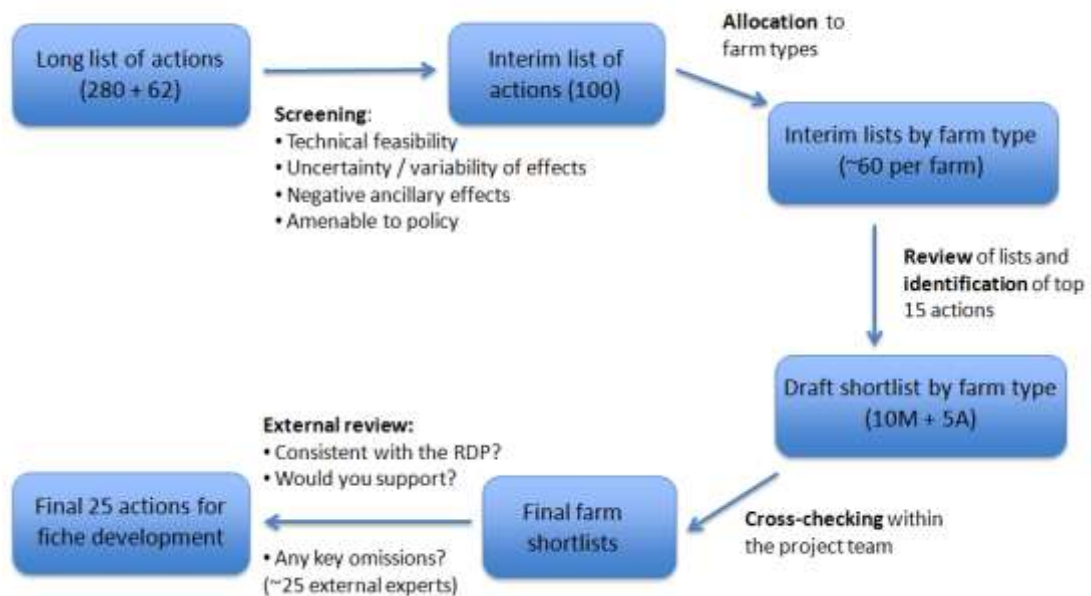 Long list of actions
(280 + 62)
Screening:
• Technical feasibility
• Uncertainty / variability of effects
• Negative ancillary effects
• Amenable to policy
Interim list of
actions (100)
Allocation to
farm types
Interim lists by farm type
(~60 per farm)
Review of lists and
identification of top
15 actions
Draft shortlist by farm type
(10M + 5A)
Cross-checking within
the project team
Final farm
shortlists
External review:
• Consistent with the RDP?
• Would you support?
• Any key omissions?
(~25 external experts)
Final 25 actions for
fiche development